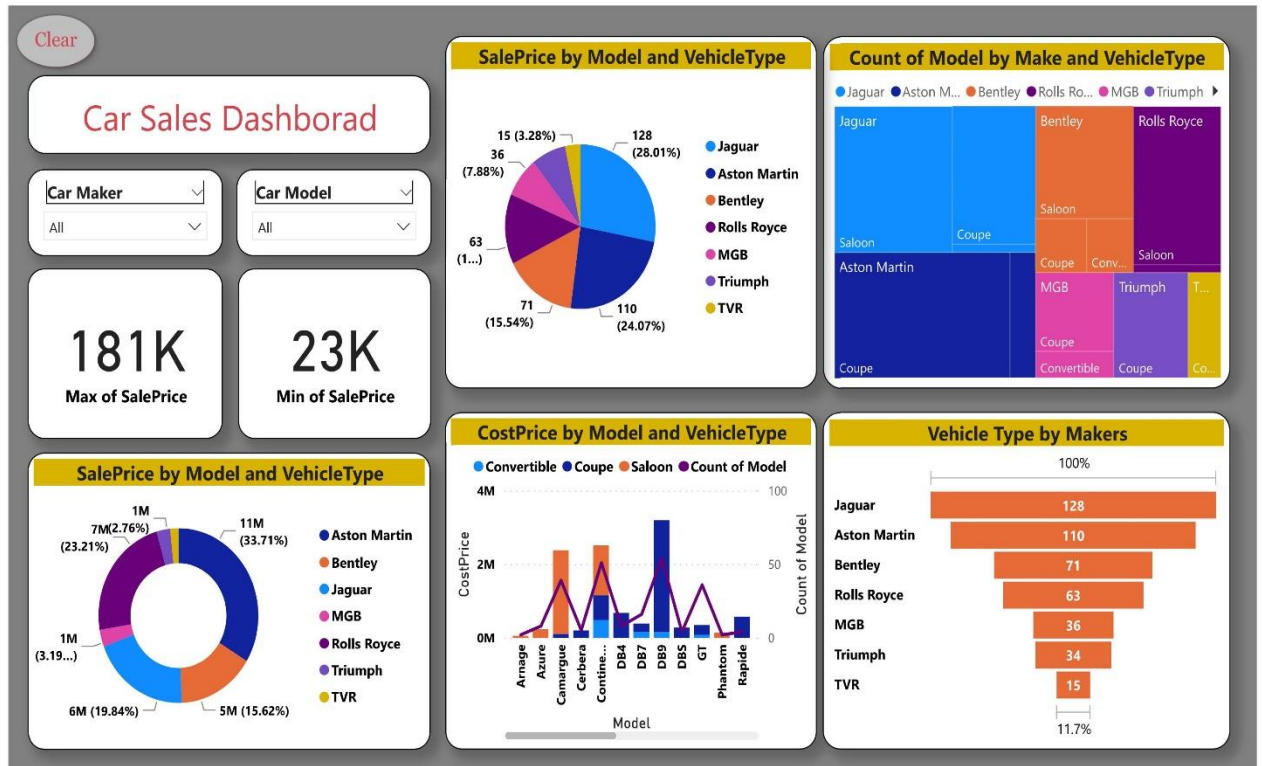 Clear
Car Sales Dashborad
Car Maker
All
Car Model
All
181K
Max of SalePrice
23K
Min of SalePrice
SalePrice by Model and VehicleType
1M
(2.76%)
7M
(23.21%)
11M
(33.71%)
1M
(3.19...)
6M (19.84%)
5M (15.62%)
Aston Martin
Bentley
Jaguar
MGB
Rolls Royce
Triumph
TVR
SalePrice by Model and VehicleType
15 (3.28%)
36
(7.88%)
63
(1...)
71
(15.54%)
110
(24.07%)
128
(28.01%)
Jaguar
Aston Martin
Bentley
Rolls Royce
MGB
Triumph
TVR
Count of Model by Make and VehicleType
Jaguar Aston M... Bentley Rolls Ro... MGB Triumph
Jaguar
Saloon
Coupe
Aston Martin
Coupe
Bentley
Saloon
Coupe
Conv...
Rolls Royce
Saloon
MGB
Coupe
Convertible
Triumph
Coupe
T...
Co...
CostPrice by Model and VehicleType
Convertible Coupe Saloon Count of Model
4M
2M
0M
CostPrice
100
50
0
Count of Model
Arnage
Azure
Camargue
Cerbera
Contine...
DB4
DB7
DB9
DBS
GT
Phantom
Rapide
Model
Vehicle Type by Makers
100%
Jaguar 128
Aston Martin 110
Bentley 71
Rolls Royce 63
MGB 36
Triumph 34
TVR 15
11.7%